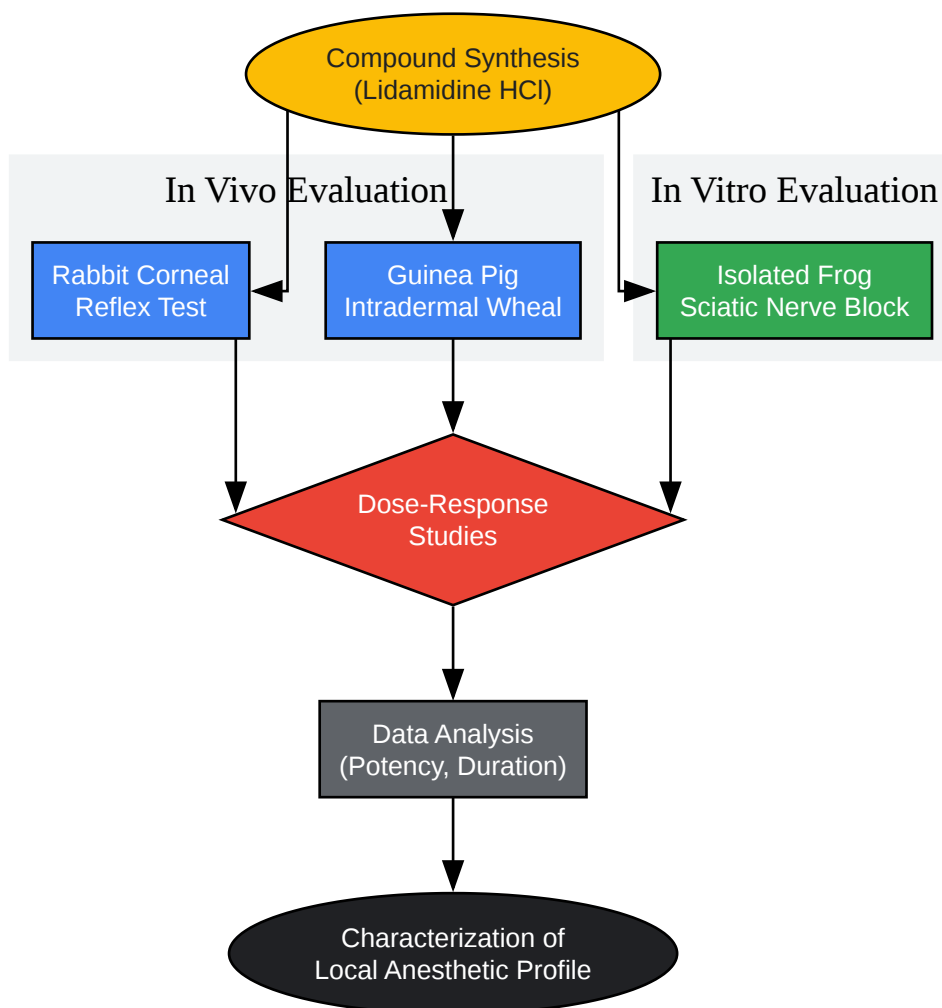 Compound Synthesis
(Lidamidine HCl)
In Vivo Evaluation
In Vitro Evaluation
Rabbit Corneal
Reflex Test
Guinea Pig
Intradermal Wheal
Isolated Frog
Sciatic Nerve Block
Dose-Response
Studies
Data Analysis
(Potency, Duration)
Characterization of
Local Anesthetic Profile